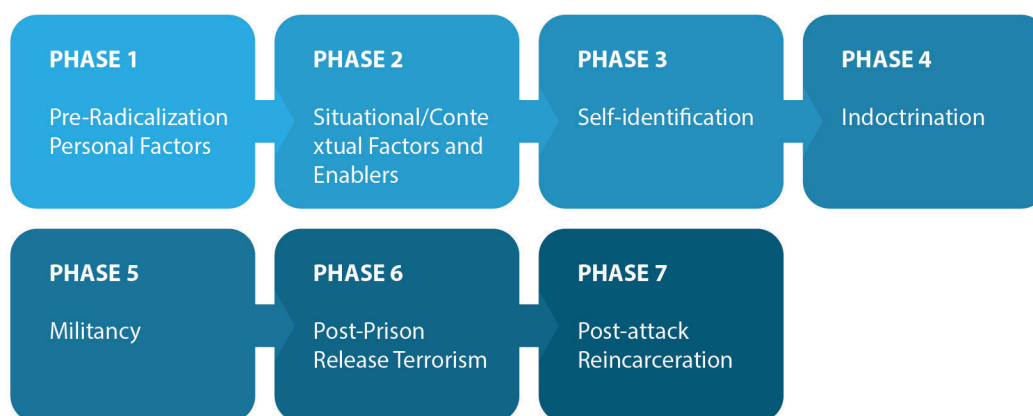 PHASE 1
Pre-Radicalization
Personal Factors
PHASE 2
Situational/Conte
xtual Factors and
Enablers
PHASE 3
Self-identification
PHASE 4
Indoctrination
PHASE 5
Militancy
PHASE 6
Post-Prison
Release Terrorism
PHASE 7
Post-attack
Reincarceration